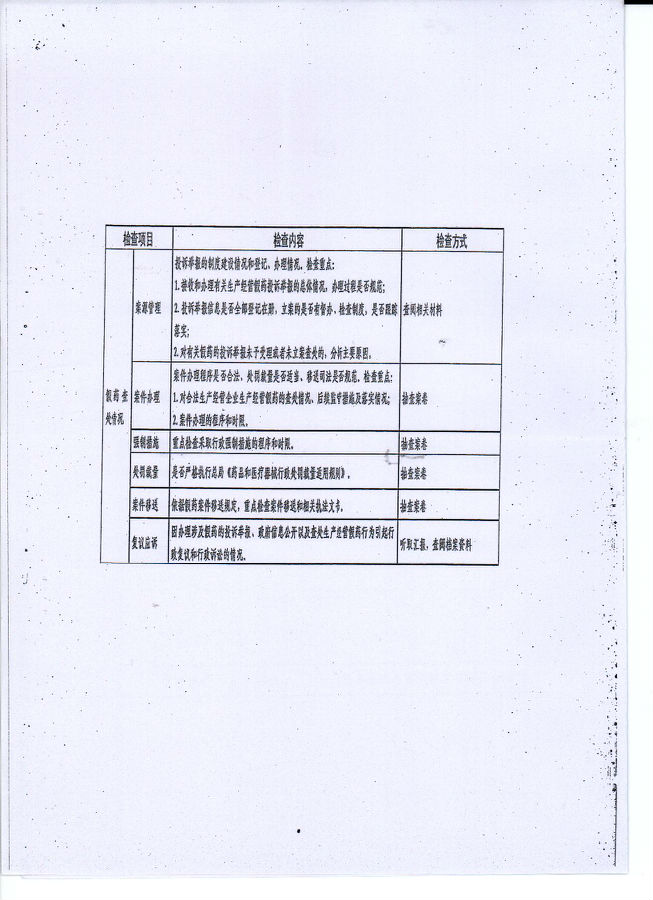 检查项目 检查内容 检查方式
假药查处情况
案源管理
投诉举报的制度建设情况和登记、办理情况。检查重点:
1.接收和办理有关生产经营假药投诉举报的总体情况，办理过程是否规范;
2.投诉举报信息是否全部登记在册，立案的是否有督办、检查制度，是否跟踪
落实;
2.对有关假药的投诉举报未予受理或者未立案查处的，分析主要原因。
查阅相关材料
案件办理
案件办理程序是否合法、处罚裁量是否适当、移送司法是否规范。检查重点:
1.对合法生产经营企业生产经营假药的查处情况，后续监管措施及落实情况;
2.案件办理的程序和时限。
抽查案卷
强制措施 重点检查采取行政强制措施的程序和时限。 抽查案卷
处罚裁量 是否严格执行总局《药品和医疗器械行政处罚裁量适用规则》。 抽查案卷
案件移送 依据假药案件移送规定，重点检查案件移送和相关执法文书。 抽查案卷
复议应诉
因办理涉及假药的投诉举报、政府信息公开以及查处生产经营假药行为引起行
政复议和行政诉讼的情况。
听取汇报、查阅档案资料